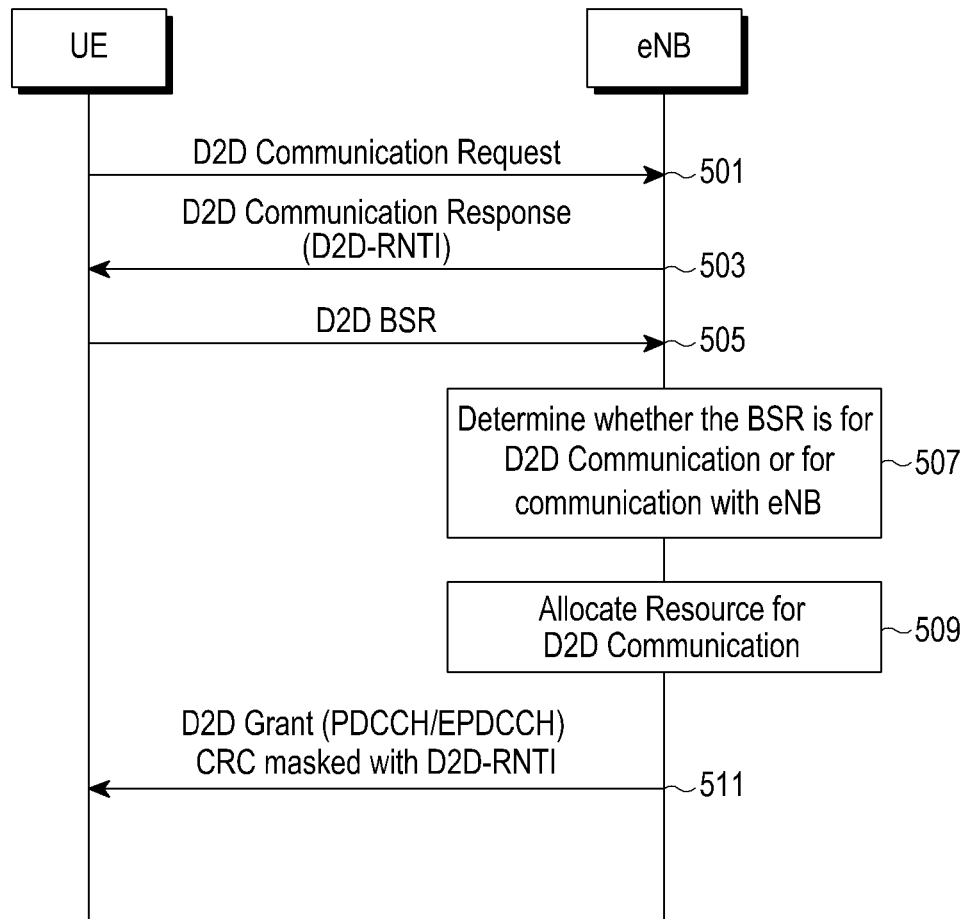 UE
eNB
D2D Communication Request
501
D2D Communication Response
(D2D-RNTI)
503
D2D BSR
505
Determine whether the BSR is for
D2D Communication or for
communication with eNB
507
Allocate Resource for
D2D Communication
509
D2D Grant (PDCCH/EPDCCH)
CRC masked with D2D-RNTI
511